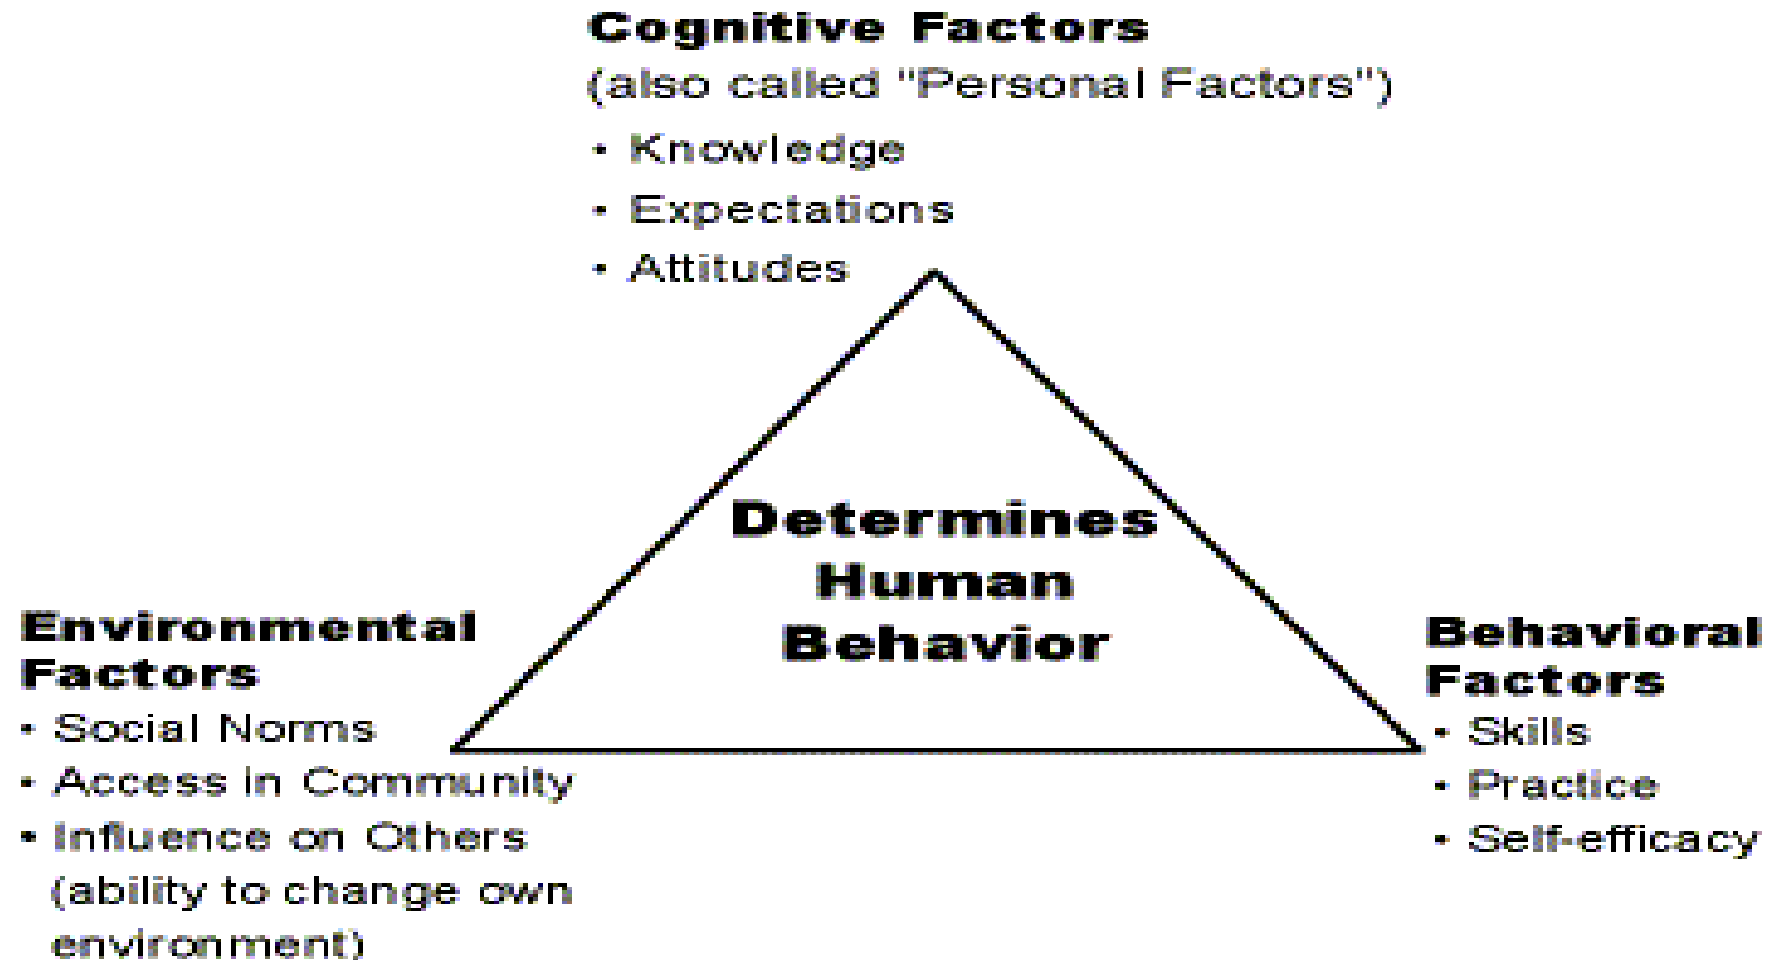 Cognitive Factors
(also called "Personal Factors")
• Knowledge
• Expectations
• Attitudes
Determines
Human
Behavior
Environmental
Factors
• Social Norms
• Access in Community
• Influence on Others
(ability to change own
environment)
Behavioral
Factors
• Skills
• Practice
• Self-efficacy